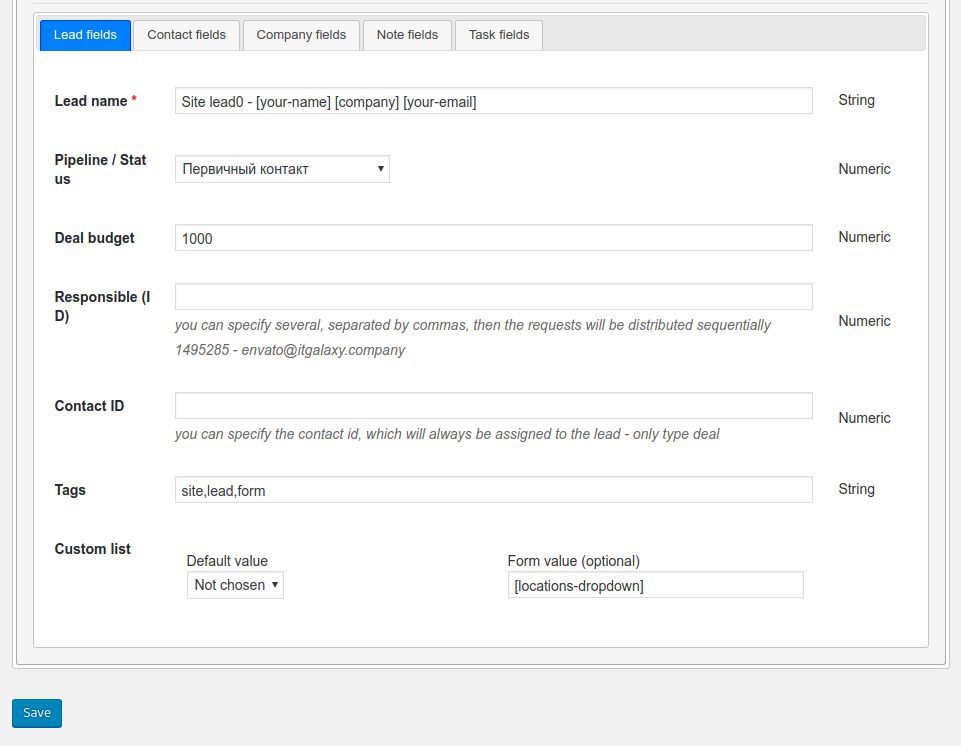 Lead fields Contact fields Company fields Note fields Task fields
Lead name * Site lead0 - [your-name] [company] [your-email] String
Pipeline / Stat
us
Первичный контакт Numeric
Deal budget 1000 Numeric
Responsible (I
D)
you can specify several, separated by commas, then the requests will be distributed sequentially
1495285 - envato@itgalaxy.company
Numeric
Contact ID
you can specify the contact id, which will always be assigned to the lead - only type deal
Numeric
Tags site,lead,form String
Custom list
Default value Form value (optional)
Not chosen [locations-dropdown]
Save